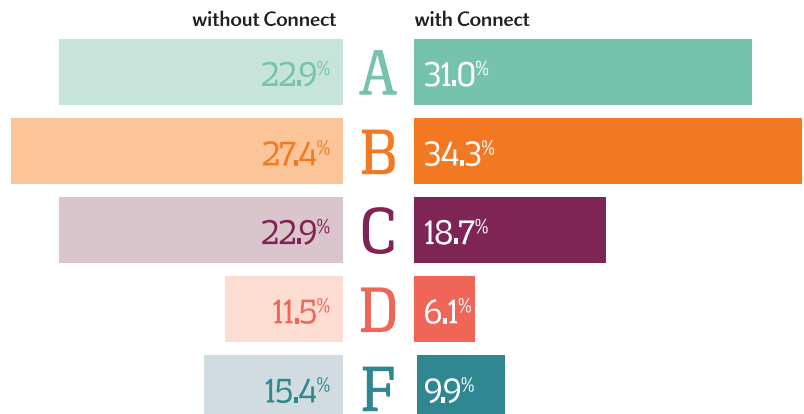 without Connect with Connect
22.9% A 31.0%
27.4% B 34.3%
22.9% C 18.7%
11.5% D 6.1%
15.4% F 9.9%